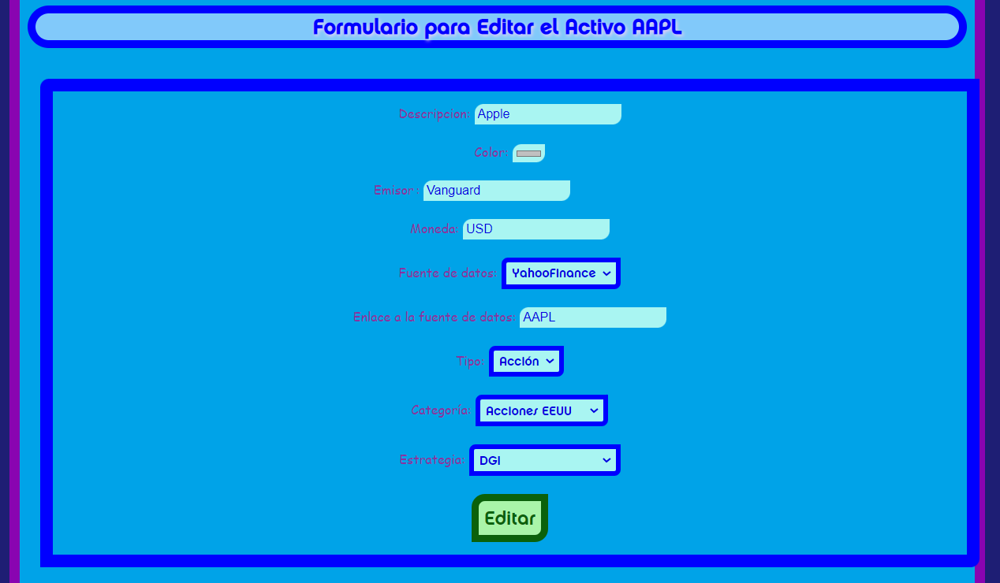 Formulario para Editar el Activo AAPL
Descripcion: Apple
Color:
Emisor : Vanguard
Moneda: USD
Fuente de datos: YahooFinance
Enlace a la fuente de datos: AAPL
Tipo: Acción
Categoría: Acciones EEUU
Estrategia: DGI
Editar